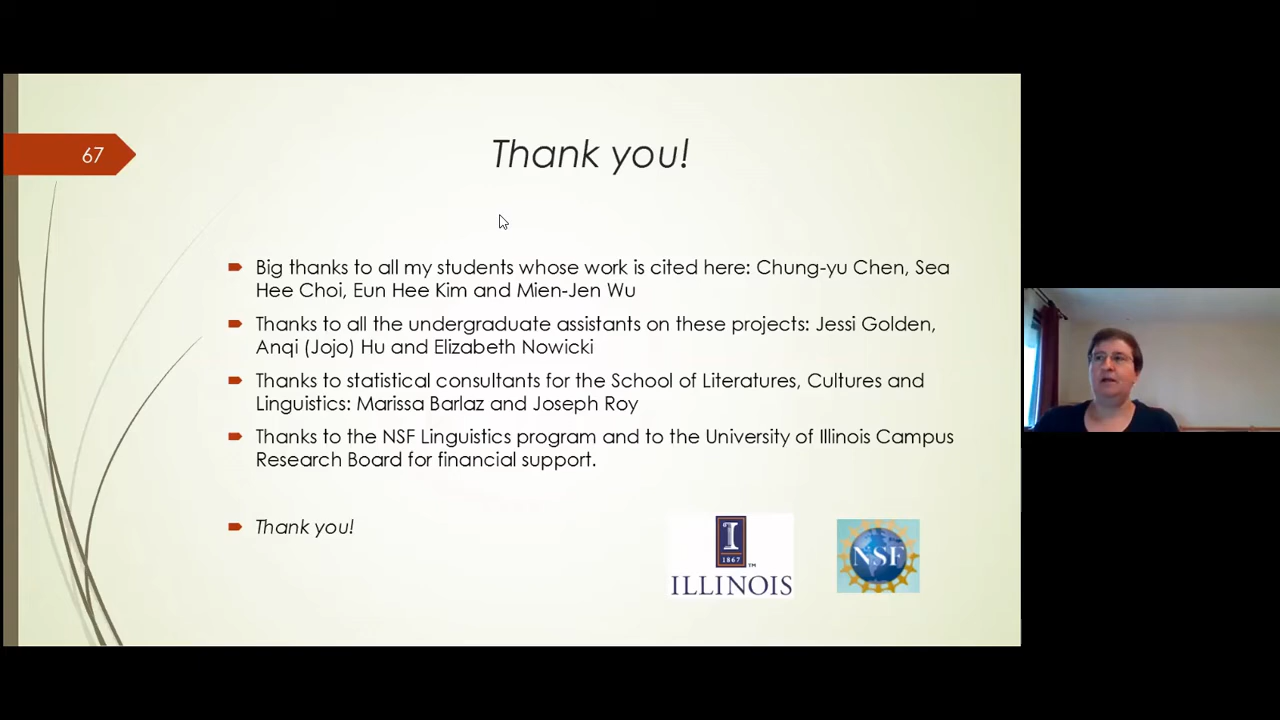 67
Thank you!
Big thanks to all my students whose work is cited here: Chung-yu Chen, Sea
Hee Choi, Eun Hee Kim and Mien-Jen Wu
Thanks to all the undergraduate assistants on these projects: Jessi Golden,
Anqi (Jojo) Hu and Elizabeth Nowicki
Thanks to statistical consultants for the School of Literatures, Cultures and
Linguistics: Marissa Barlaz and Joseph Roy
Thanks to the NSF Linguistics program and to the University of Illinois Campus
Research Board for financial support.
Thank you!
I
1867
TM
ILLINOIS
NSF